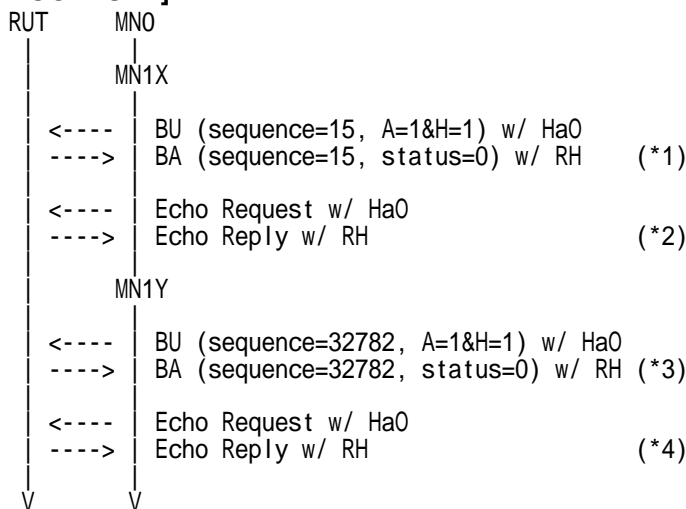 RUT MN0
MN1X
<---- BU (sequence=15, A=1&H=1) w/ HaO
----> BA (sequence=15, status=0) w/ RH (*1)
<---- Echo Request w/ HaO
----> Echo Reply w/ RH (*2)
MN1Y
<---- BU (sequence=32782, A=1&H=1) w/ HaO
----> BA (sequence=32782, status=0) w/ RH (*3)
<---- Echo Request w/ HaO
----> Echo Reply w/ RH (*4)
V V